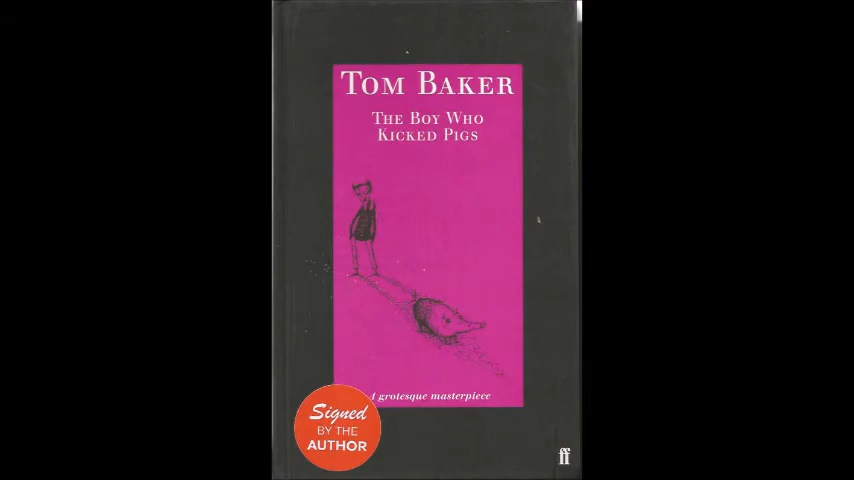 TOM BAKER
THE BOY WHO
KICKED PIGS
grotesque masterpiece
Signed
BY THE
AUTHOR
ff